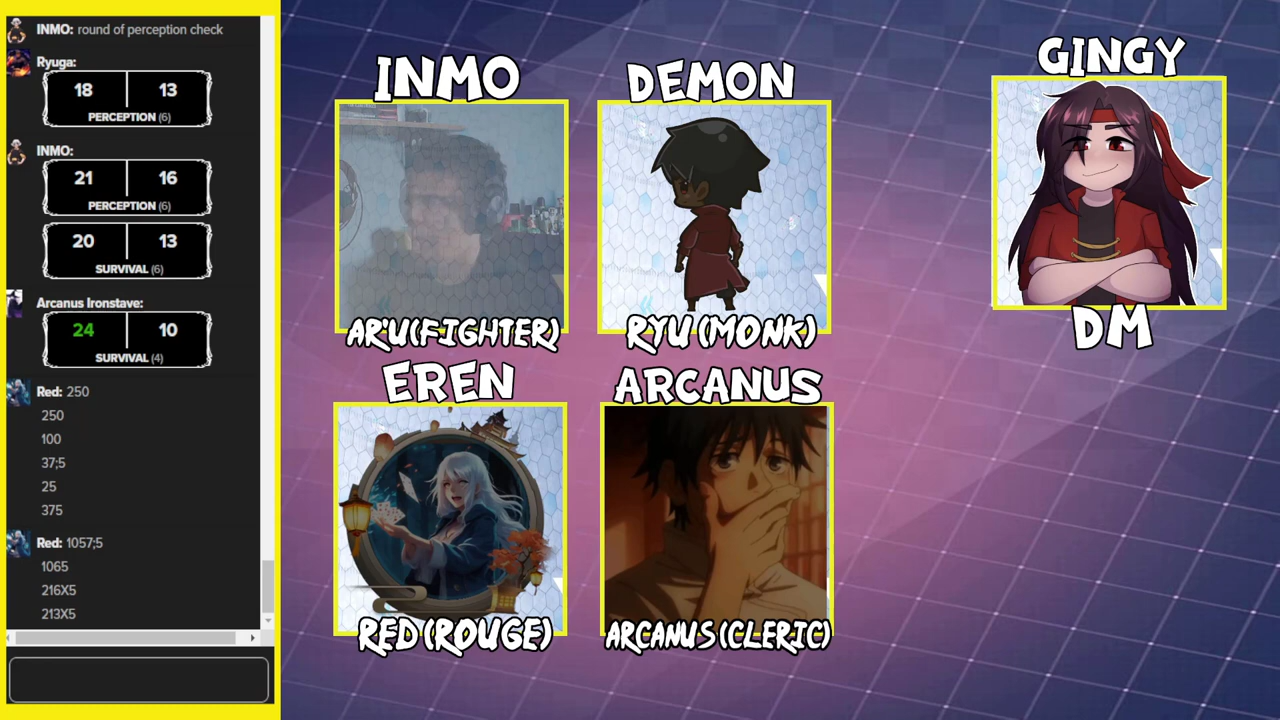 INMO: round of perception check
Ryuga:
18 13
PERCEPTION (6)
INMO:
21 16
PERCEPTION (6)
20 13
SURVIVAL (6)
Arcanus Ironstave:
24 10
SURVIVAL (4)
Red: 250
250
100
37;5
25
375
Red: 1057;5
1065
216X5
213X5
INMO
ARU(FIGHTER)
DEMON
RYU(MONK)
EREN
RED(ROUGE)
ARCANUS
ARCANUS(CLERIC)
GINGY
DM